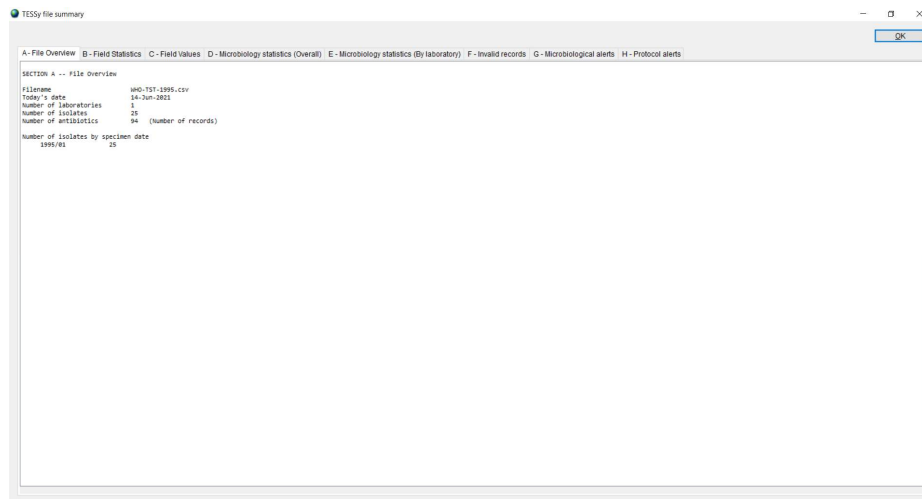 TESSy file summary
OK
A - File Overview B - Field Statistics C - Field Values D - Microbiology statistics (Overall) E - Microbiology statistics (By laboratory) F - Invalid records G - Microbiological alerts H - Protocol alerts
SECTION A -- File Overview
Filename WHO-TST-1995.csv
Today's date 14-Jun-2021
Number of laboratories 1
Number of isolates 25
Number of antibiotics 94 (Number of records)
Number of isolates by specimen date
1995/01 25